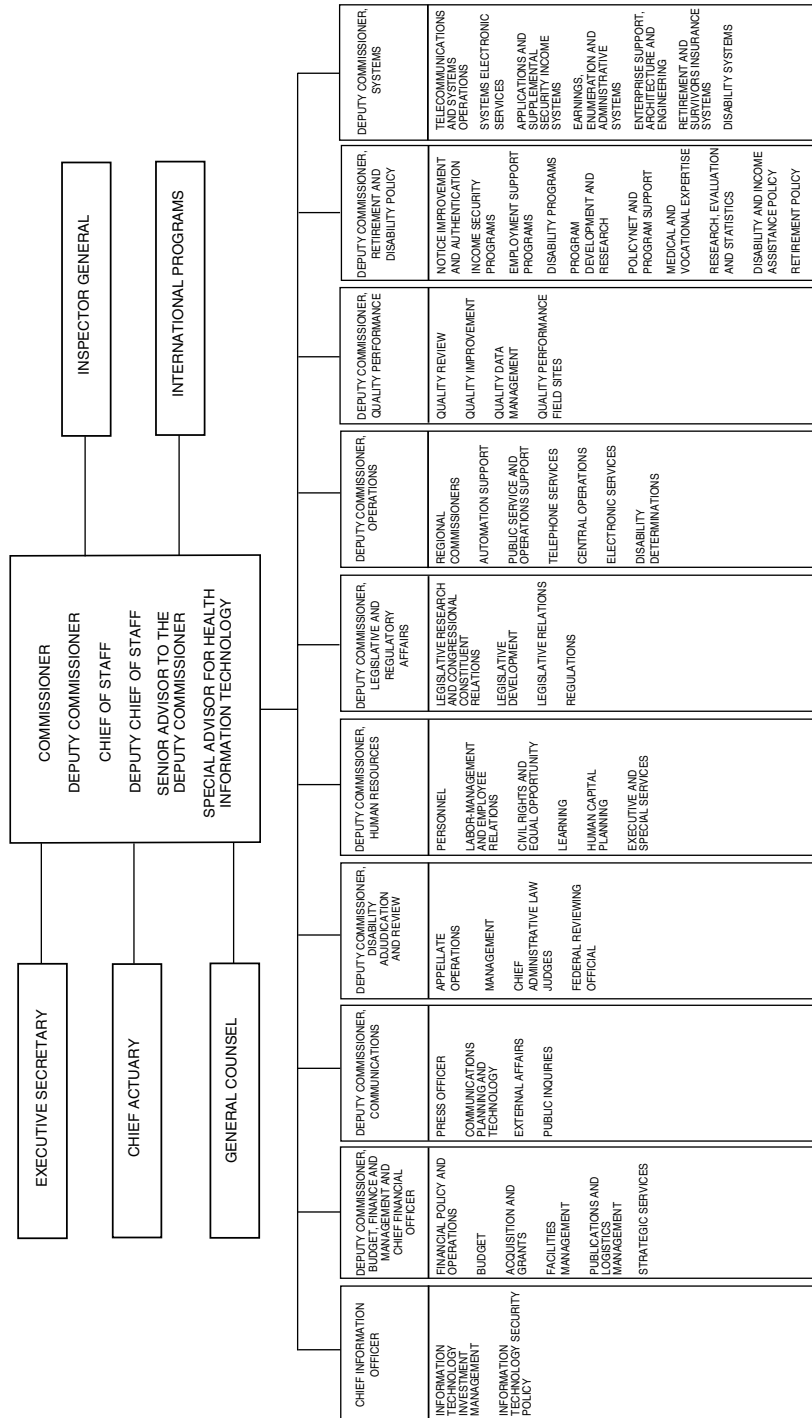 COMMISSIONER
DEPUTY COMMISSIONER
CHIEF OF STAFF
DEPUTY CHIEF OF STAFF
SENIOR ADVISOR TO THE
DEPUTY COMMISSIONER
SPECIAL ADVISOR FOR HEALTH
INFORMATION TECHNOLOGY
EXECUTIVE SECRETARY
CHIEF ACTUARY
GENERAL COUNSEL
INSPECTOR GENERAL
INTERNATIONAL PROGRAMS
CHIEF INFORMATION
OFFICER
INFORMATION
TECHNOLOGY
INVESTMENT
MANAGEMENT
INFORMATION
TECHNOLOGY SECURITY
POLICY
DEPUTY COMMISSIONER,
BUDGET, FINANCE AND
MANAGEMENT AND
CHIEF FINANCIAL
OFFICER
FINANCIAL POLICY AND
OPERATIONS
BUDGET
ACQUISITION AND
GRANTS
FACILITIES
MANAGEMENT
PUBLICATIONS AND
LOGISTICS
MANAGEMENT
STRATEGIC SERVICES
DEPUTY COMMISSIONER,
COMMUNICATIONS
PRESS OFFICER
COMMUNICATIONS
PLANNING AND
TECHNOLOGY
EXTERNAL AFFAIRS
PUBLIC INQUIRIES
DEPUTY COMMISSIONER,
DISABILITY
ADJUDICATION
AND REVIEW
APPELLATE
OPERATIONS
MANAGEMENT
CHIEF
ADMINISTRATIVE LAW
JUDGES
FEDERAL REVIEWING
OFFICIAL
DEPUTY COMMISSIONER,
HUMAN RESOURCES
PERSONNEL
LABOR-MANAGEMENT
AND EMPLOYEE
RELATIONS
CIVIL RIGHTS AND
EQUAL OPPORTUNITY
LEARNING
HUMAN CAPITAL
PLANNING
EXECUTIVE AND
SPECIAL SERVICES
DEPUTY COMMISSIONER,
LEGISLATIVE AND
REGULATORY
AFFAIRS
LEGISLATIVE RESEARCH
AND CONGRESSIONAL
CONSTITUENT
RELATIONS
LEGISLATIVE
DEVELOPMENT
LEGISLATIVE RELATIONS
REGULATIONS
DEPUTY COMMISSIONER,
OPERATIONS
REGIONAL
COMMISSIONERS
AUTOMATION SUPPORT
PUBLIC SERVICE AND
OPERATIONS SUPPORT
TELEPHONE SERVICES
CENTRAL OPERATIONS
ELECTRONIC SERVICES
DISABILITY
DETERMINATIONS
DEPUTY COMMISSIONER,
QUALITY PERFORMANCE
QUALITY REVIEW
QUALITY IMPROVEMENT
QUALITY DATA
MANAGEMENT
QUALITY PERFORMANCE
FIELD SITES
DEPUTY COMMISSIONER,
RETIREMENT AND
DISABILITY POLICY
NOTICE IMPROVEMENT
AND AUTHENTICATION
INCOME SECURITY
PROGRAMS
EMPLOYMENT SUPPORT
PROGRAMS
DISABILITY PROGRAMS
PROGRAM
DEVELOPMENT AND
RESEARCH
POLICYNET AND
PROGRAM SUPPORT
MEDICAL AND
VOCATIONAL EXPERTISE
RESEARCH, EVALUATION
AND STATISTICS
DISABILITY AND INCOME
ASSISTANCE POLICY
RETIREMENT POLICY
DEPUTY COMMISSIONER,
SYSTEMS
TELECOMMUNICATIONS
AND SYSTEMS
OPERATIONS
SYSTEMS ELECTRONIC
SERVICES
APPLICATIONS AND
SUPPLEMENTAL
SECURITY INCOME
SYSTEMS
EARNINGS,
ENUMERATION AND
ADMINISTRATIVE
SYSTEMS
ENTERPRISE SUPPORT,
ARCHITECTURE AND
ENGINEERING
RETIREMENT AND
SURVIVORS INSURANCE
SYSTEMS
DISABILITY SYSTEMS